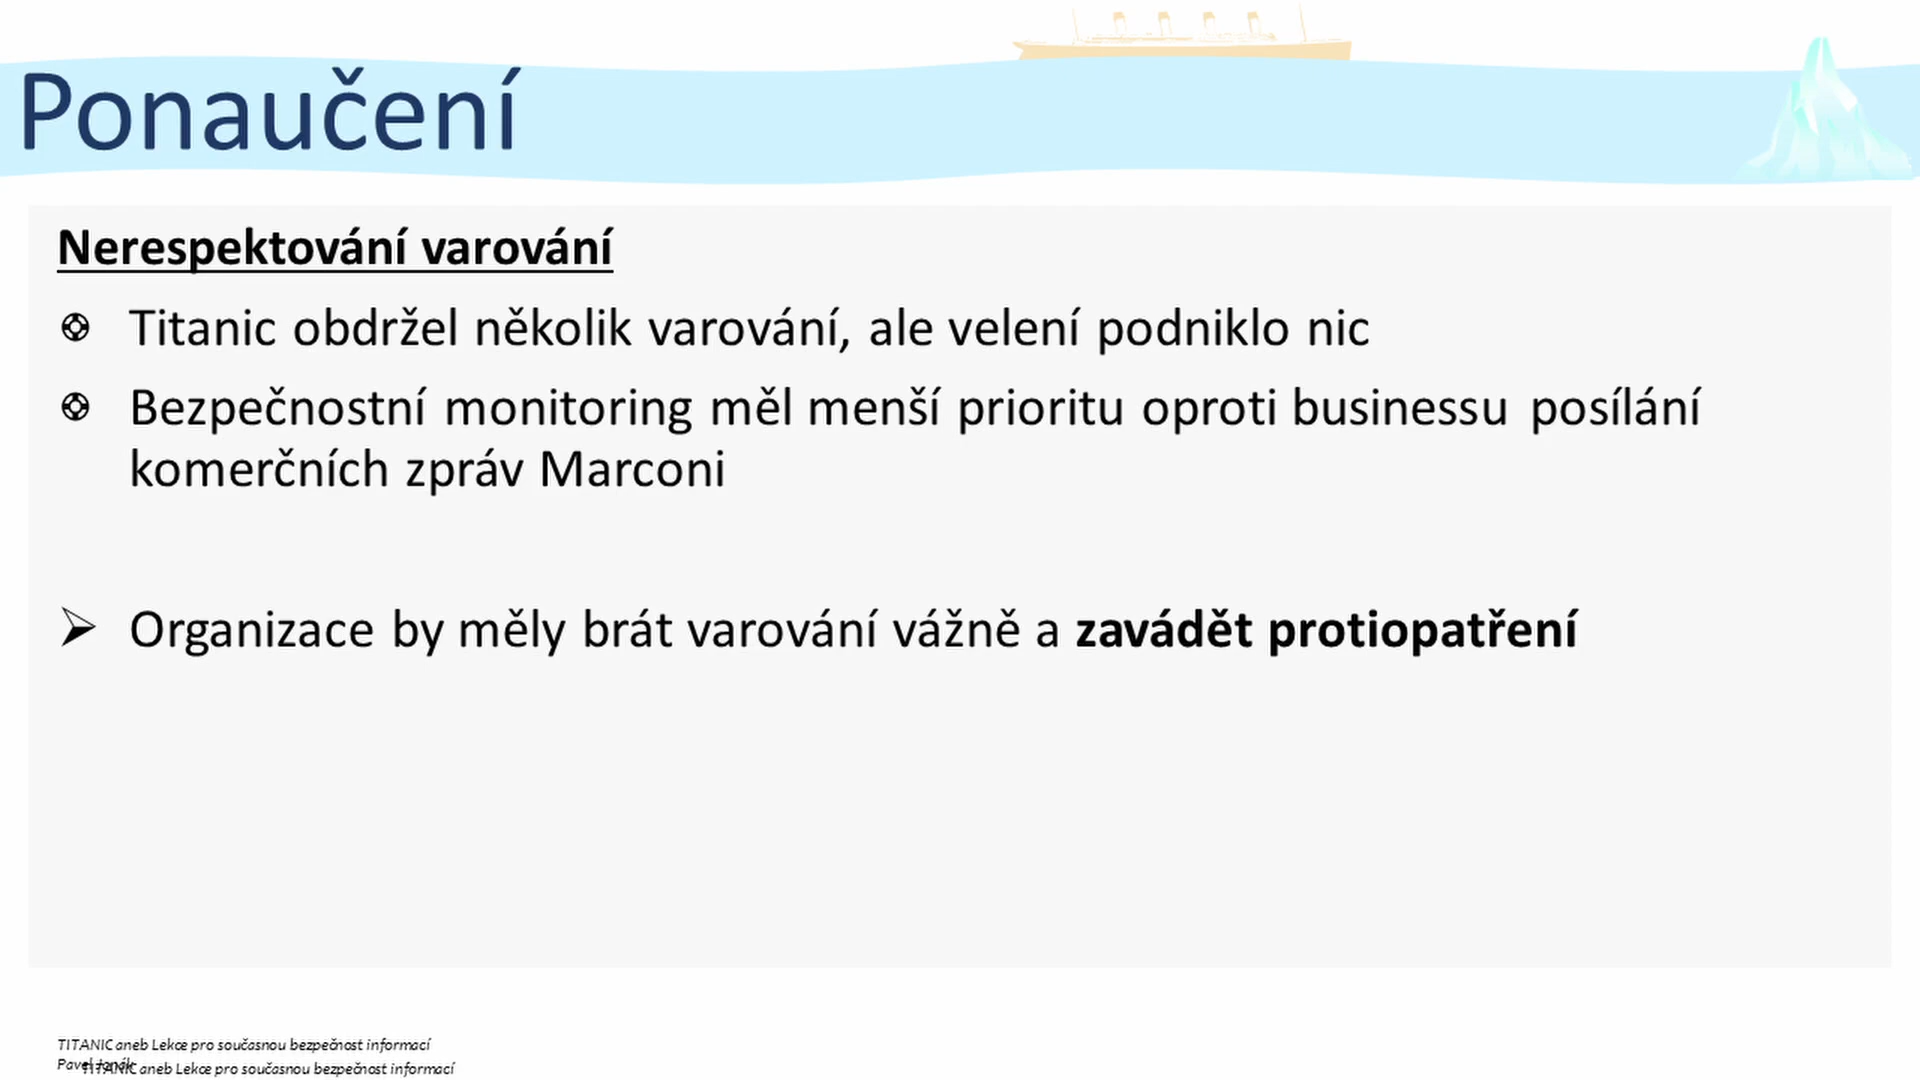 Ponaučení
Nerespektování varování
Titanic obdržel několik varování, ale velení podniklo nic
Bezpečnostní monitoring měl menší prioritu oproti businessu posílání
komerčních zpráv Marconi
Organizace by měly brát varování vážně a zavádět protiopatření
TITANIC aneb Lekce pro současnou bezpečnost informací
Pavel
TITANIC aneb Lekce pro současnou bezpečnost informací